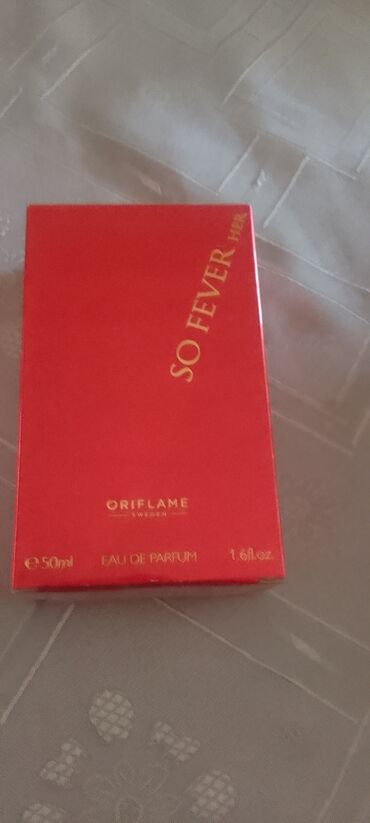 SO FEVER HER
ORIFLAME
SWEDEN
℮50ml EAU DE PARFUM 1.6fl.oz.